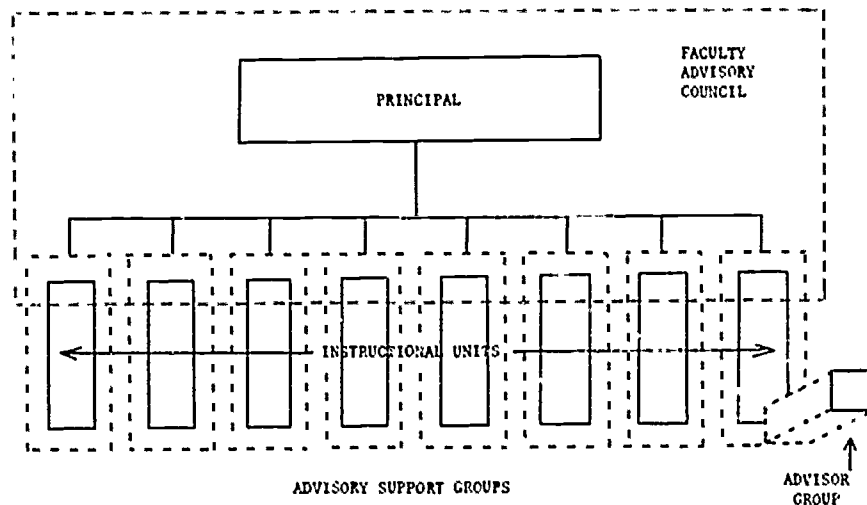 FACULTY
ADVISORY
COUNCIL
PRINCIPAL
INSTRUCTIONAL UNITS
ADVISORY SUPPORT GROUPS
ADVISOR
GROUP